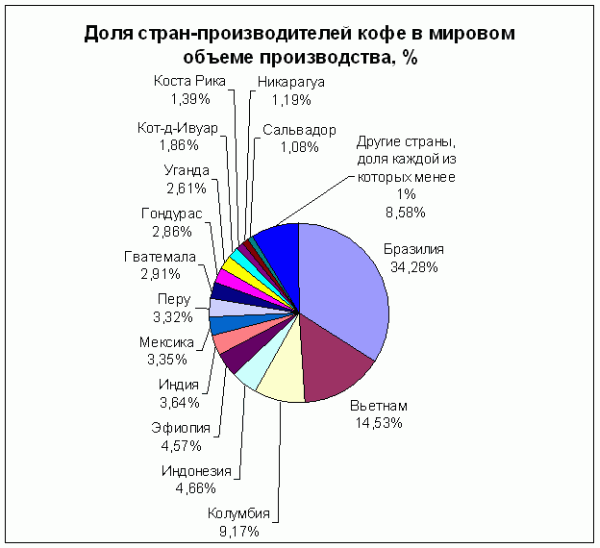 Доля стран-производителей кофе в мировом
объеме производства, %
Коста Рика
1,39%
Никарагуа
1,19%
Кот-д-Ивуар
1,86%
Сальвадор
1,08%
Другие страны,
доля каждой из
которых менее
1%
8,58%
Уганда
2,61%
Гондурас
2,86%
Бразилия
34,28%
Гватемала
2,91%
Перу
3,32%
Мексика
3,35%
Индия
3,64%
Вьетнам
14,53%
Эфиопия
4,57%
Индонезия
4,66%
Колумбия
9,17%